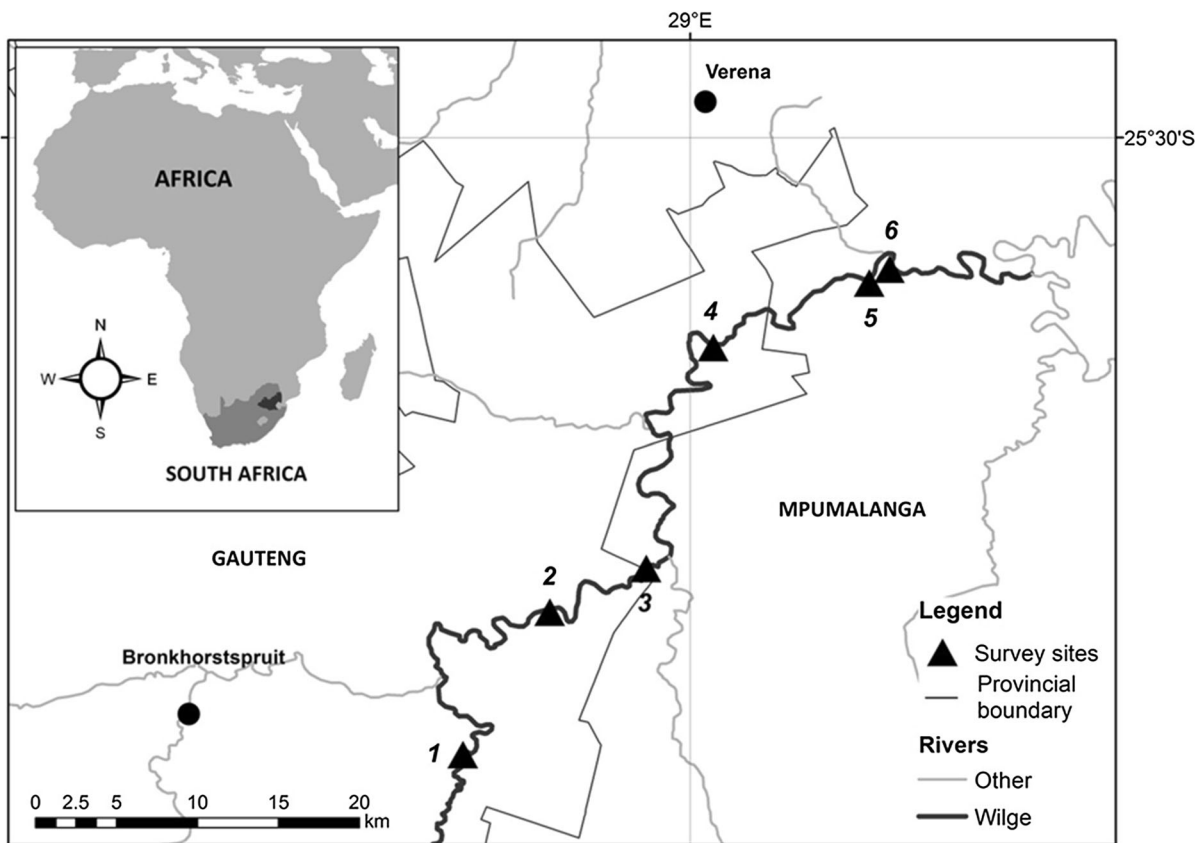 29°E
Verena
25°30'S
AFRICA
N
W E
S
SOUTH AFRICA
6
5
4
MPUMALANGA
GAUTENG
2
3
Bronkhorstspruit
1
0 2.5 5 10 15 20
km
Legend
Survey sites
Provincial
boundary
Rivers
Other
Wilge